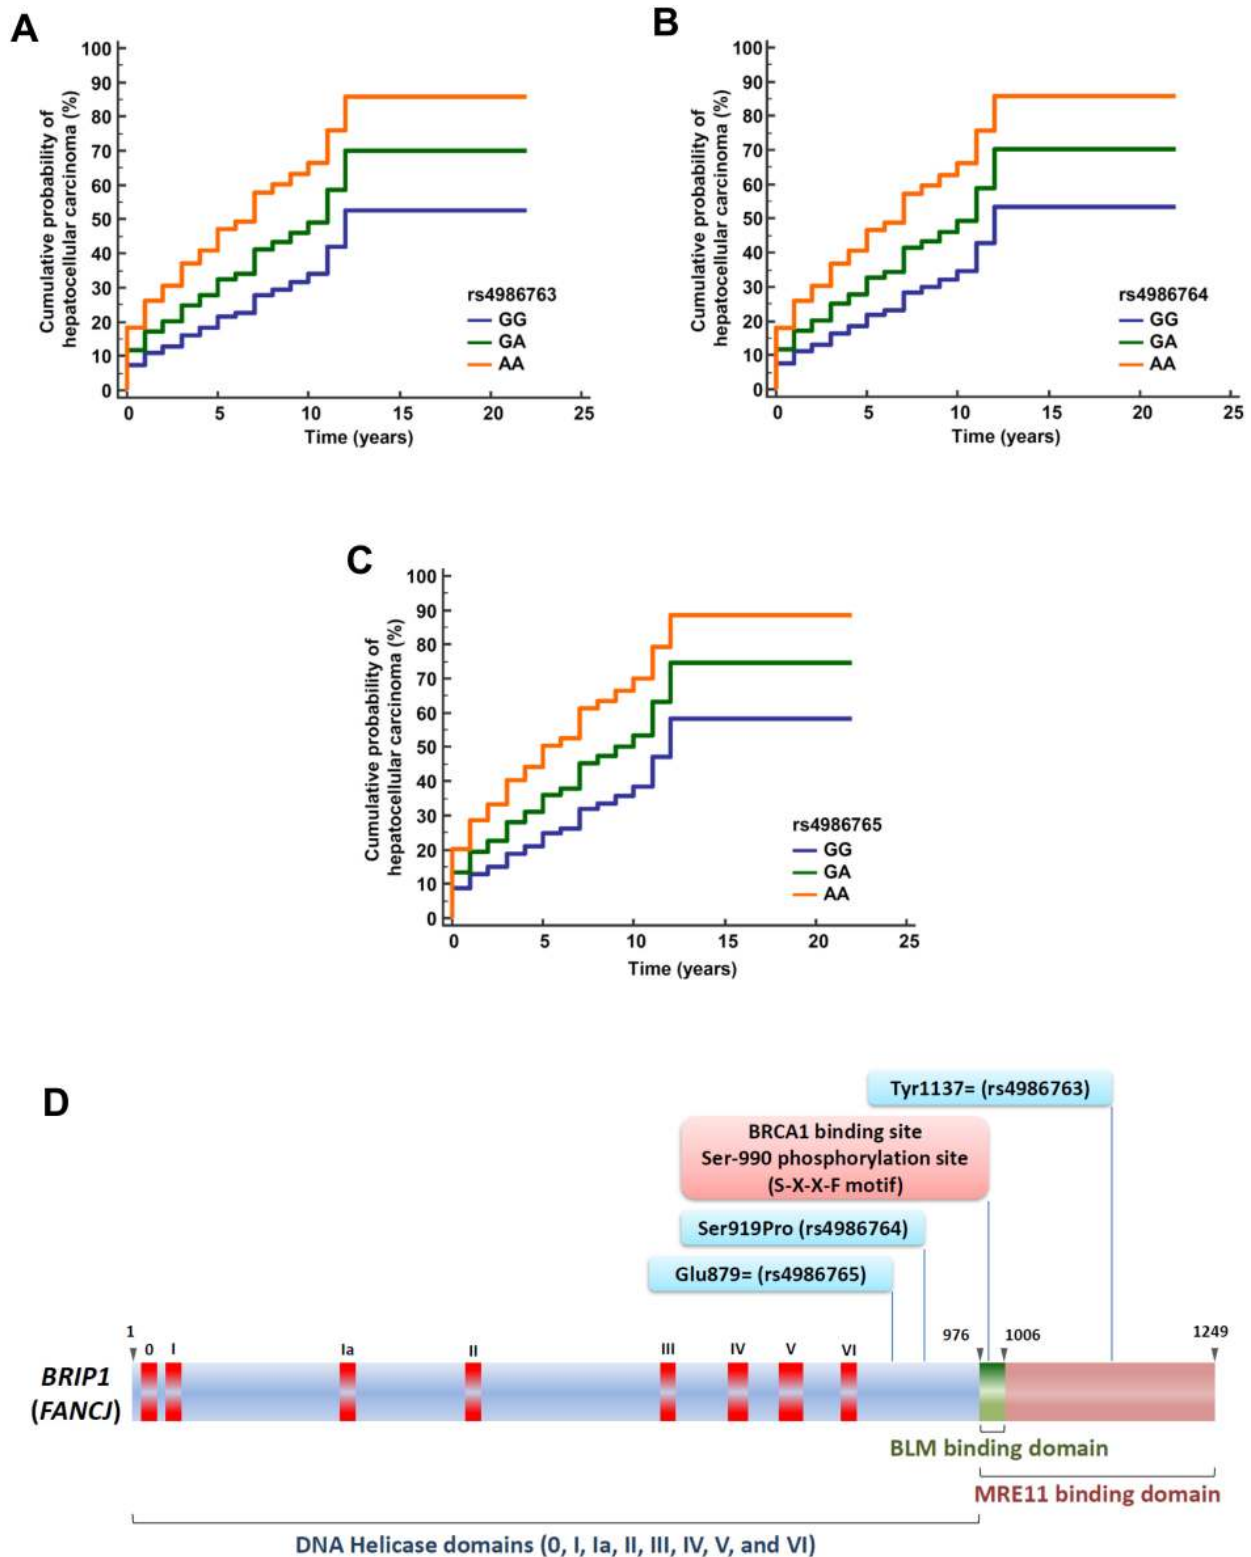 A
100
90
80
70
60
50
40
30
20
10
0
Cumulative probability of
hepatocellular carcinoma (%)
rs4986763
GG
GA
AA
0 5 10 15 20 25
Time (years)
B
100
90
80
70
60
50
40
30
20
10
0
Cumulative probability of
hepatocellular carcinoma (%)
rs4986764
GG
GA
AA
0 5 10 15 20 25
Time (years)
C
100
90
80
70
60
50
40
30
20
10
0
Cumulative probability of
hepatocellular carcinoma (%)
rs4986765
GG
GA
AA
0 5 10 15 20 25
Time (years)
D
Tyr1137= (rs4986763)
BRCA1 binding site
Ser-990 phosphorylation site
(S-X-X-F motif)
Ser919Pro (rs4986764)
Glu879= (rs4986765)
1 0 I Ia II III IV V VI 976 1006 1249
BRIP1
(FANCJ)
BLM binding domain
MRE11 binding domain
DNA Helicase domains (0, I, Ia, II, III, IV, V, and VI)